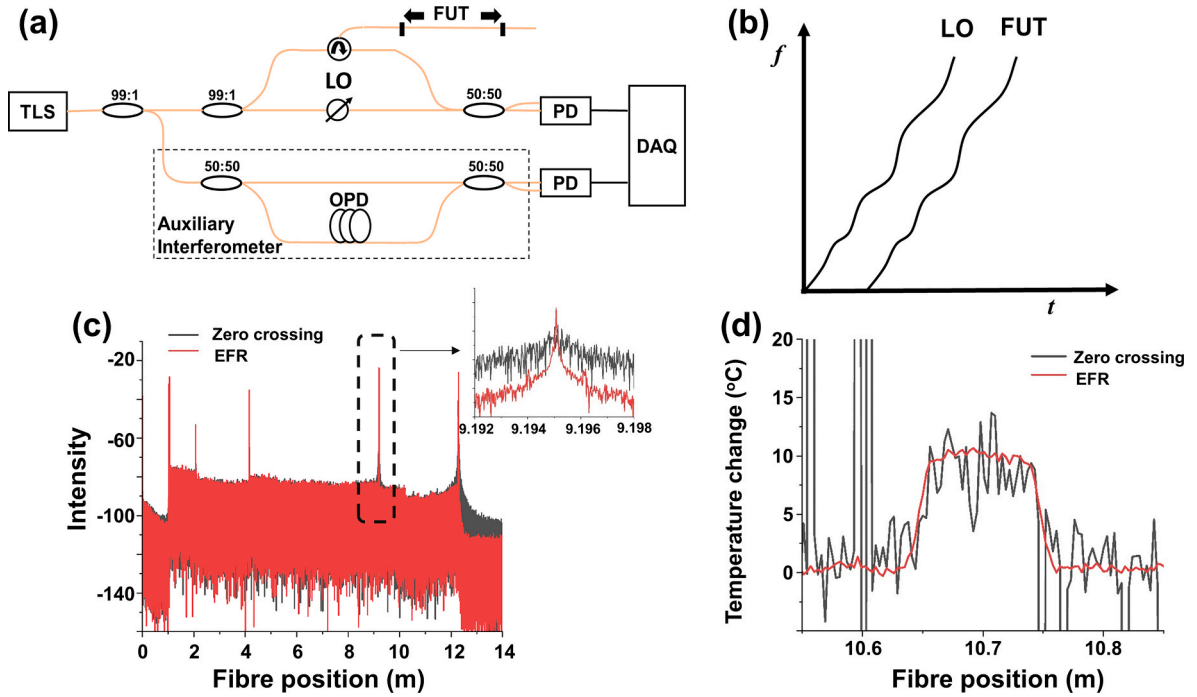 (a)
FUT
LO
TLS
99:1
99:1
50:50
PD
DAQ
50:50
50:50
PD
OPD
Auxiliary
Interferometer
(b)
f
LO
FUT
t
(c)
Zero crossing
EFR
Intensity
-20
-60
-100
-140
0
2
4
6
8
10
12
14
Fibre position (m)
9.192
9.194
9.196
9.198
(d)
Zero crossing
EFR
Temperature change (ºC)
20
15
10
5
0
10.6
10.7
10.8
Fibre position (m)